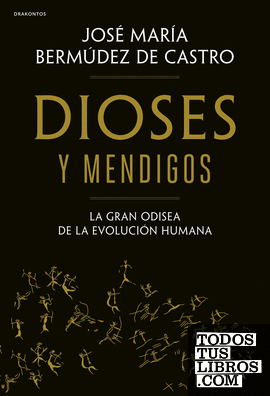 DRAKONTOS
JOSÉ MARÍA
BERMÚDEZ DE CASTRO
DIOSES
Y MENDIGOS
LA GRAN ODISEA
DE LA EVOLUCIÓN HUMANA
TODOS
TUS
LIBROS
.COM